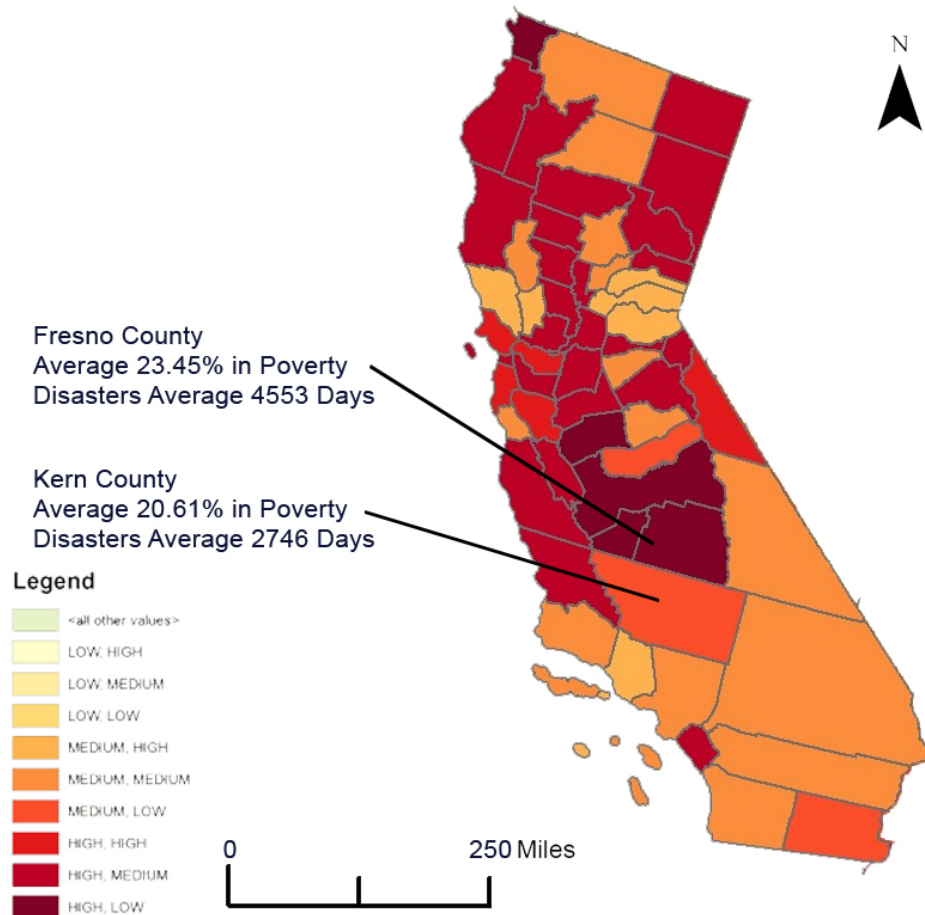 N
Fresno County
Average 23.45% in Poverty
Disasters Average 4553 Days
Kern County
Average 20.61% in Poverty
Disasters Average 2746 Days
Legend
<all other values>
LOW, HIGH
LOW, MEDIUM
LOW, LOW
MEDIUM, HIGH
MEDIUM, MEDIUM
MEDIUM, LOW
HIGH, HIGH
HIGH, MEDIUM
HIGH, LOW
0 250 Miles